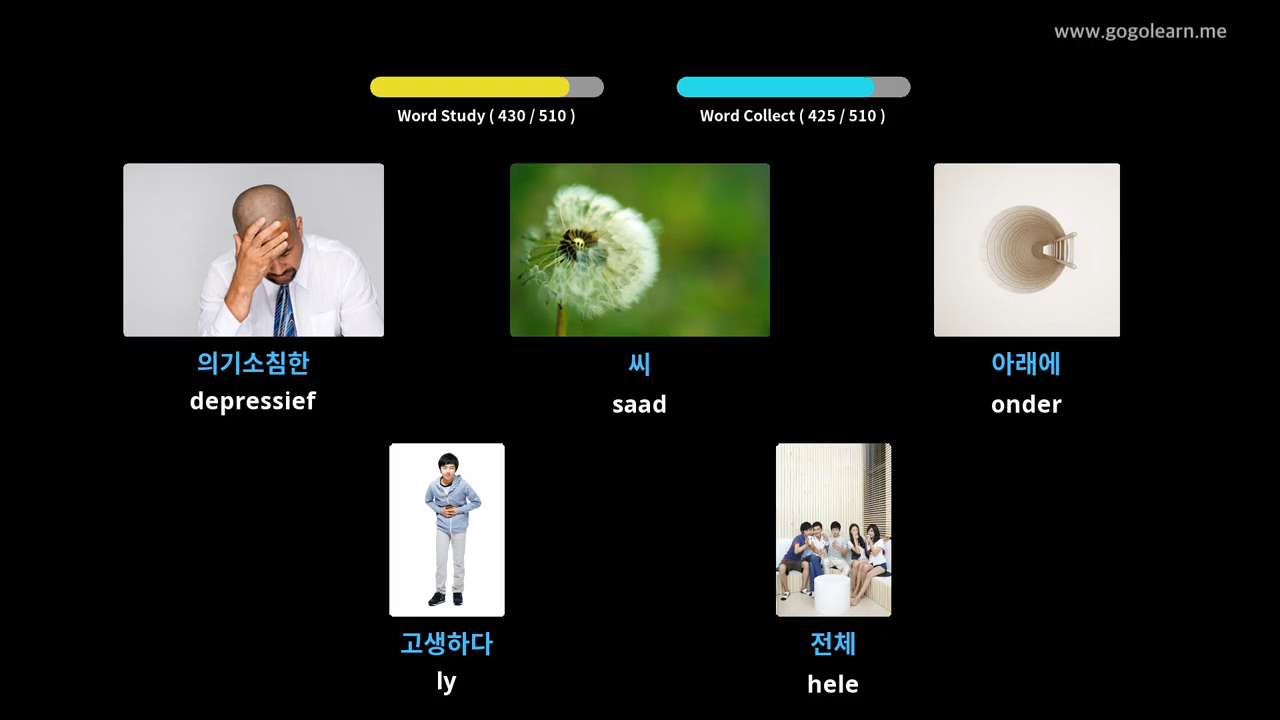 www.gogolearn.me
Word Study ( 430 / 510 )
Word Collect ( 425 / 510 )
의기소침한
depressief
씨
saad
아래에
onder
고생하다
ly
전체
hele